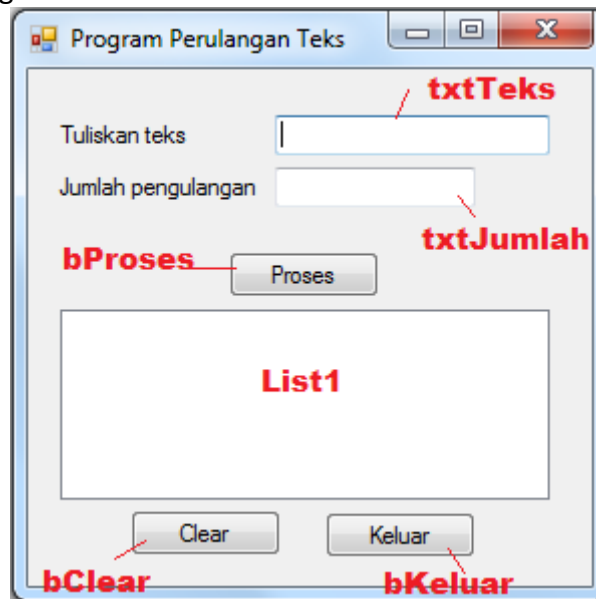 Program Perulangan Teks
txtTeks
Tuliskan teks
Jumlah pengulangan
txtJumlah
bProses
Proses
List1
Clear
Keluar
bClear
bKeluar